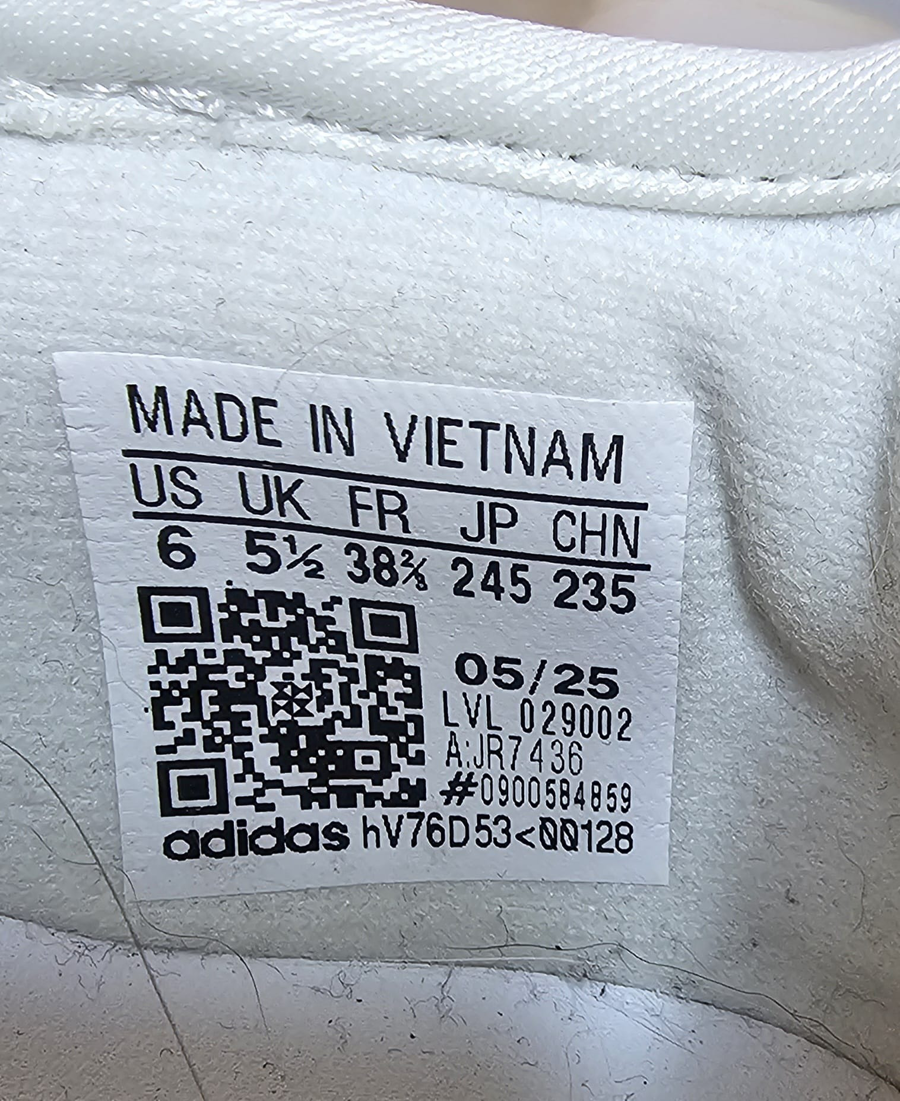 MADE IN VIETNAM
US UK FR JP CHN
6 5½ 38⅔ 245 235
05/25
LVL 029002
A:JR7436
#0900584859
adidas hV76D53<00128